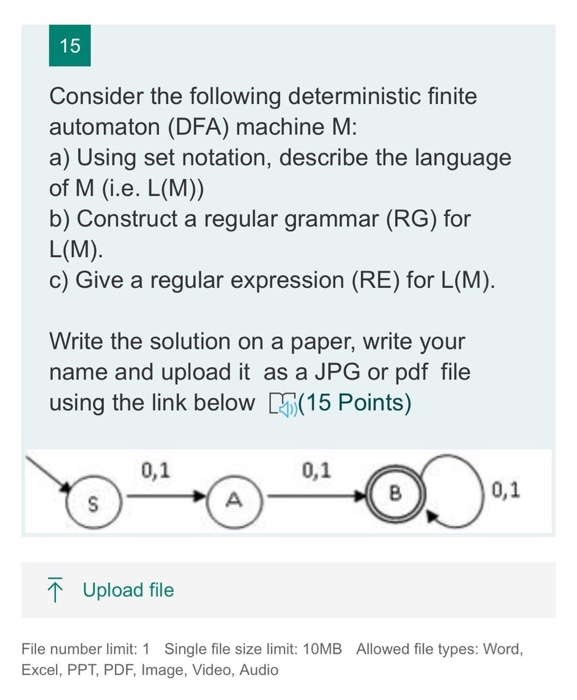 15
Consider the following deterministic finite
automaton (DFA) machine M:
a) Using set notation, describe the language
of M (i.e. L(M))
b) Construct a regular grammar (RG) for
L(M).
c) Give a regular expression (RE) for L(M).
Write the solution on a paper, write your
name and upload it as a JPG or pdf file
using the link below (15 Points)
0,1 0,1
S A B 0,1
Upload file
File number limit: 1 Single file size limit: 10MB Allowed file types: Word,
Excel, PPT, PDF, Image, Video, Audio